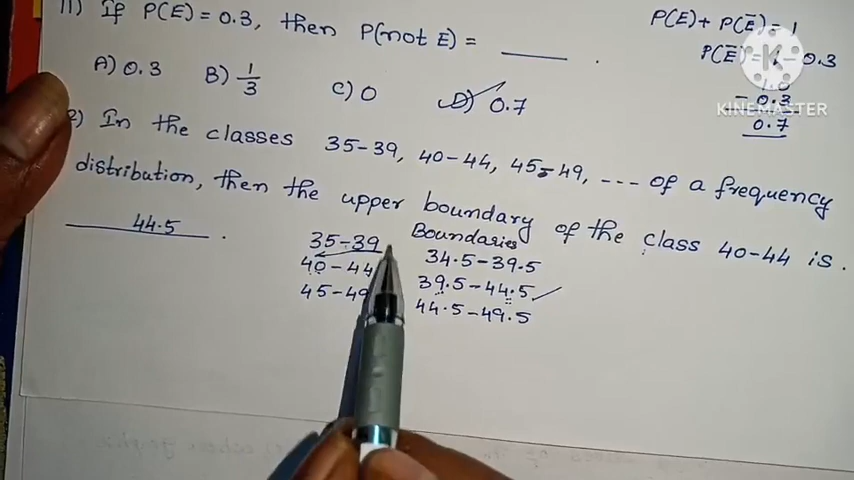 11) If P(E) = 0.3, then P(not E) = ______ .
A) 0.3 B) 1/3 C) 0 D) 0.7
P(E) + P(E̅) = 1
P(E̅) 0.3
- 0.3
0.7
KINEMASTER
2) In the classes 35-39, 40-44, 45-49, --- of a frequency
distribution, then the upper boundary of the class 40-44 is.
44.5 .
Boundaries
35-39 34.5-39.5
40-44 39.5-44.5
45-49 44.5-49.5